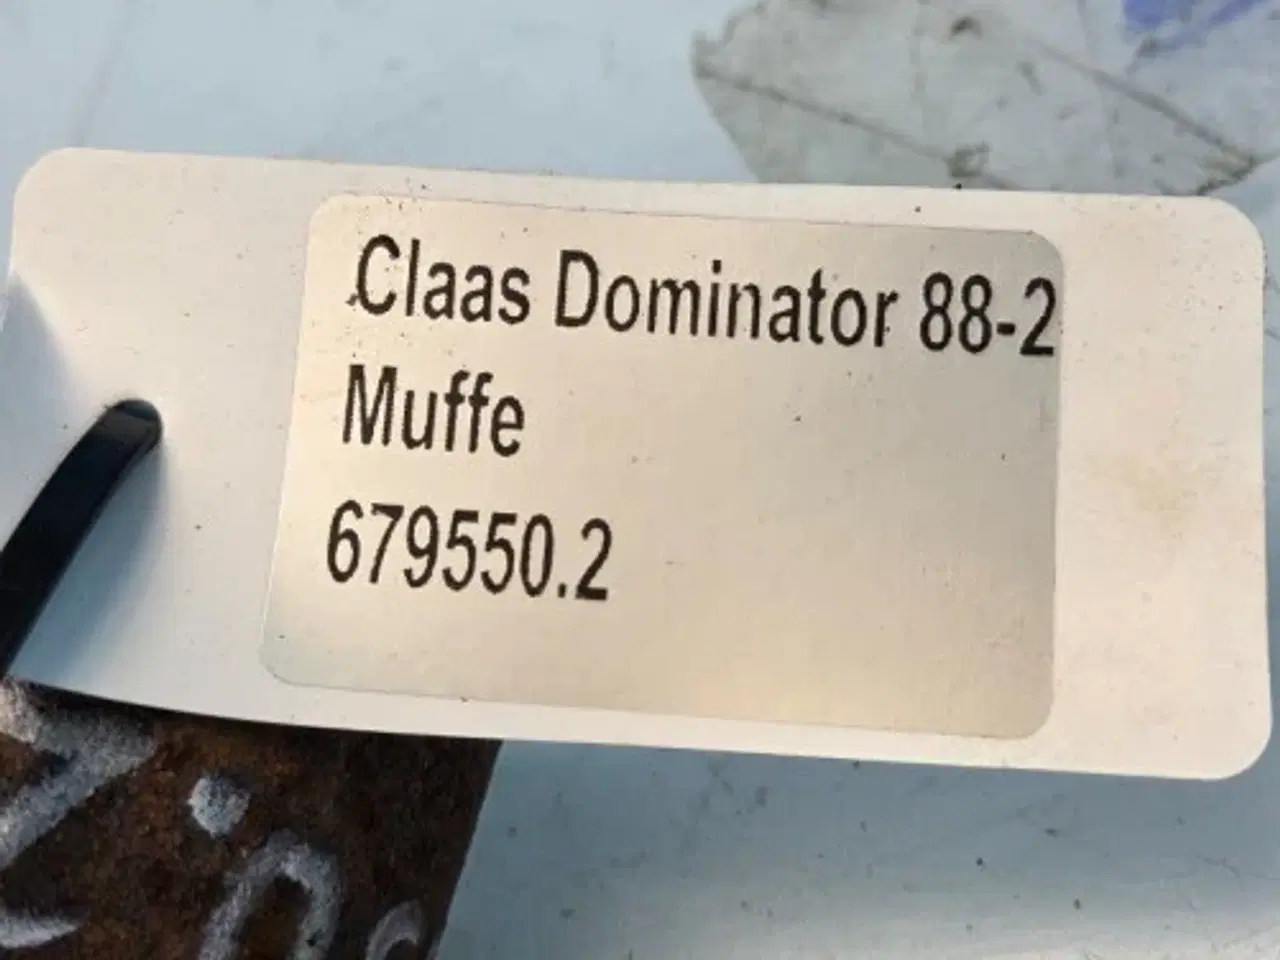 Claas Dominator 88-2
Muffe
679550.2